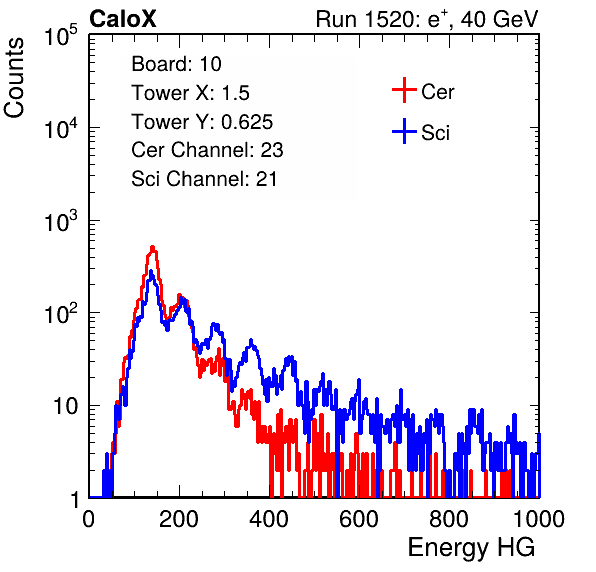 CaloX Run 1520: e⁺, 40 GeV
Counts
10⁵
10⁴
10³
10²
10
1
Board: 10
Tower X: 1.5
Tower Y: 0.625
Cer Channel: 23
Sci Channel: 21
Cer
Sci
0 200 400 600 800 1000
Energy HG